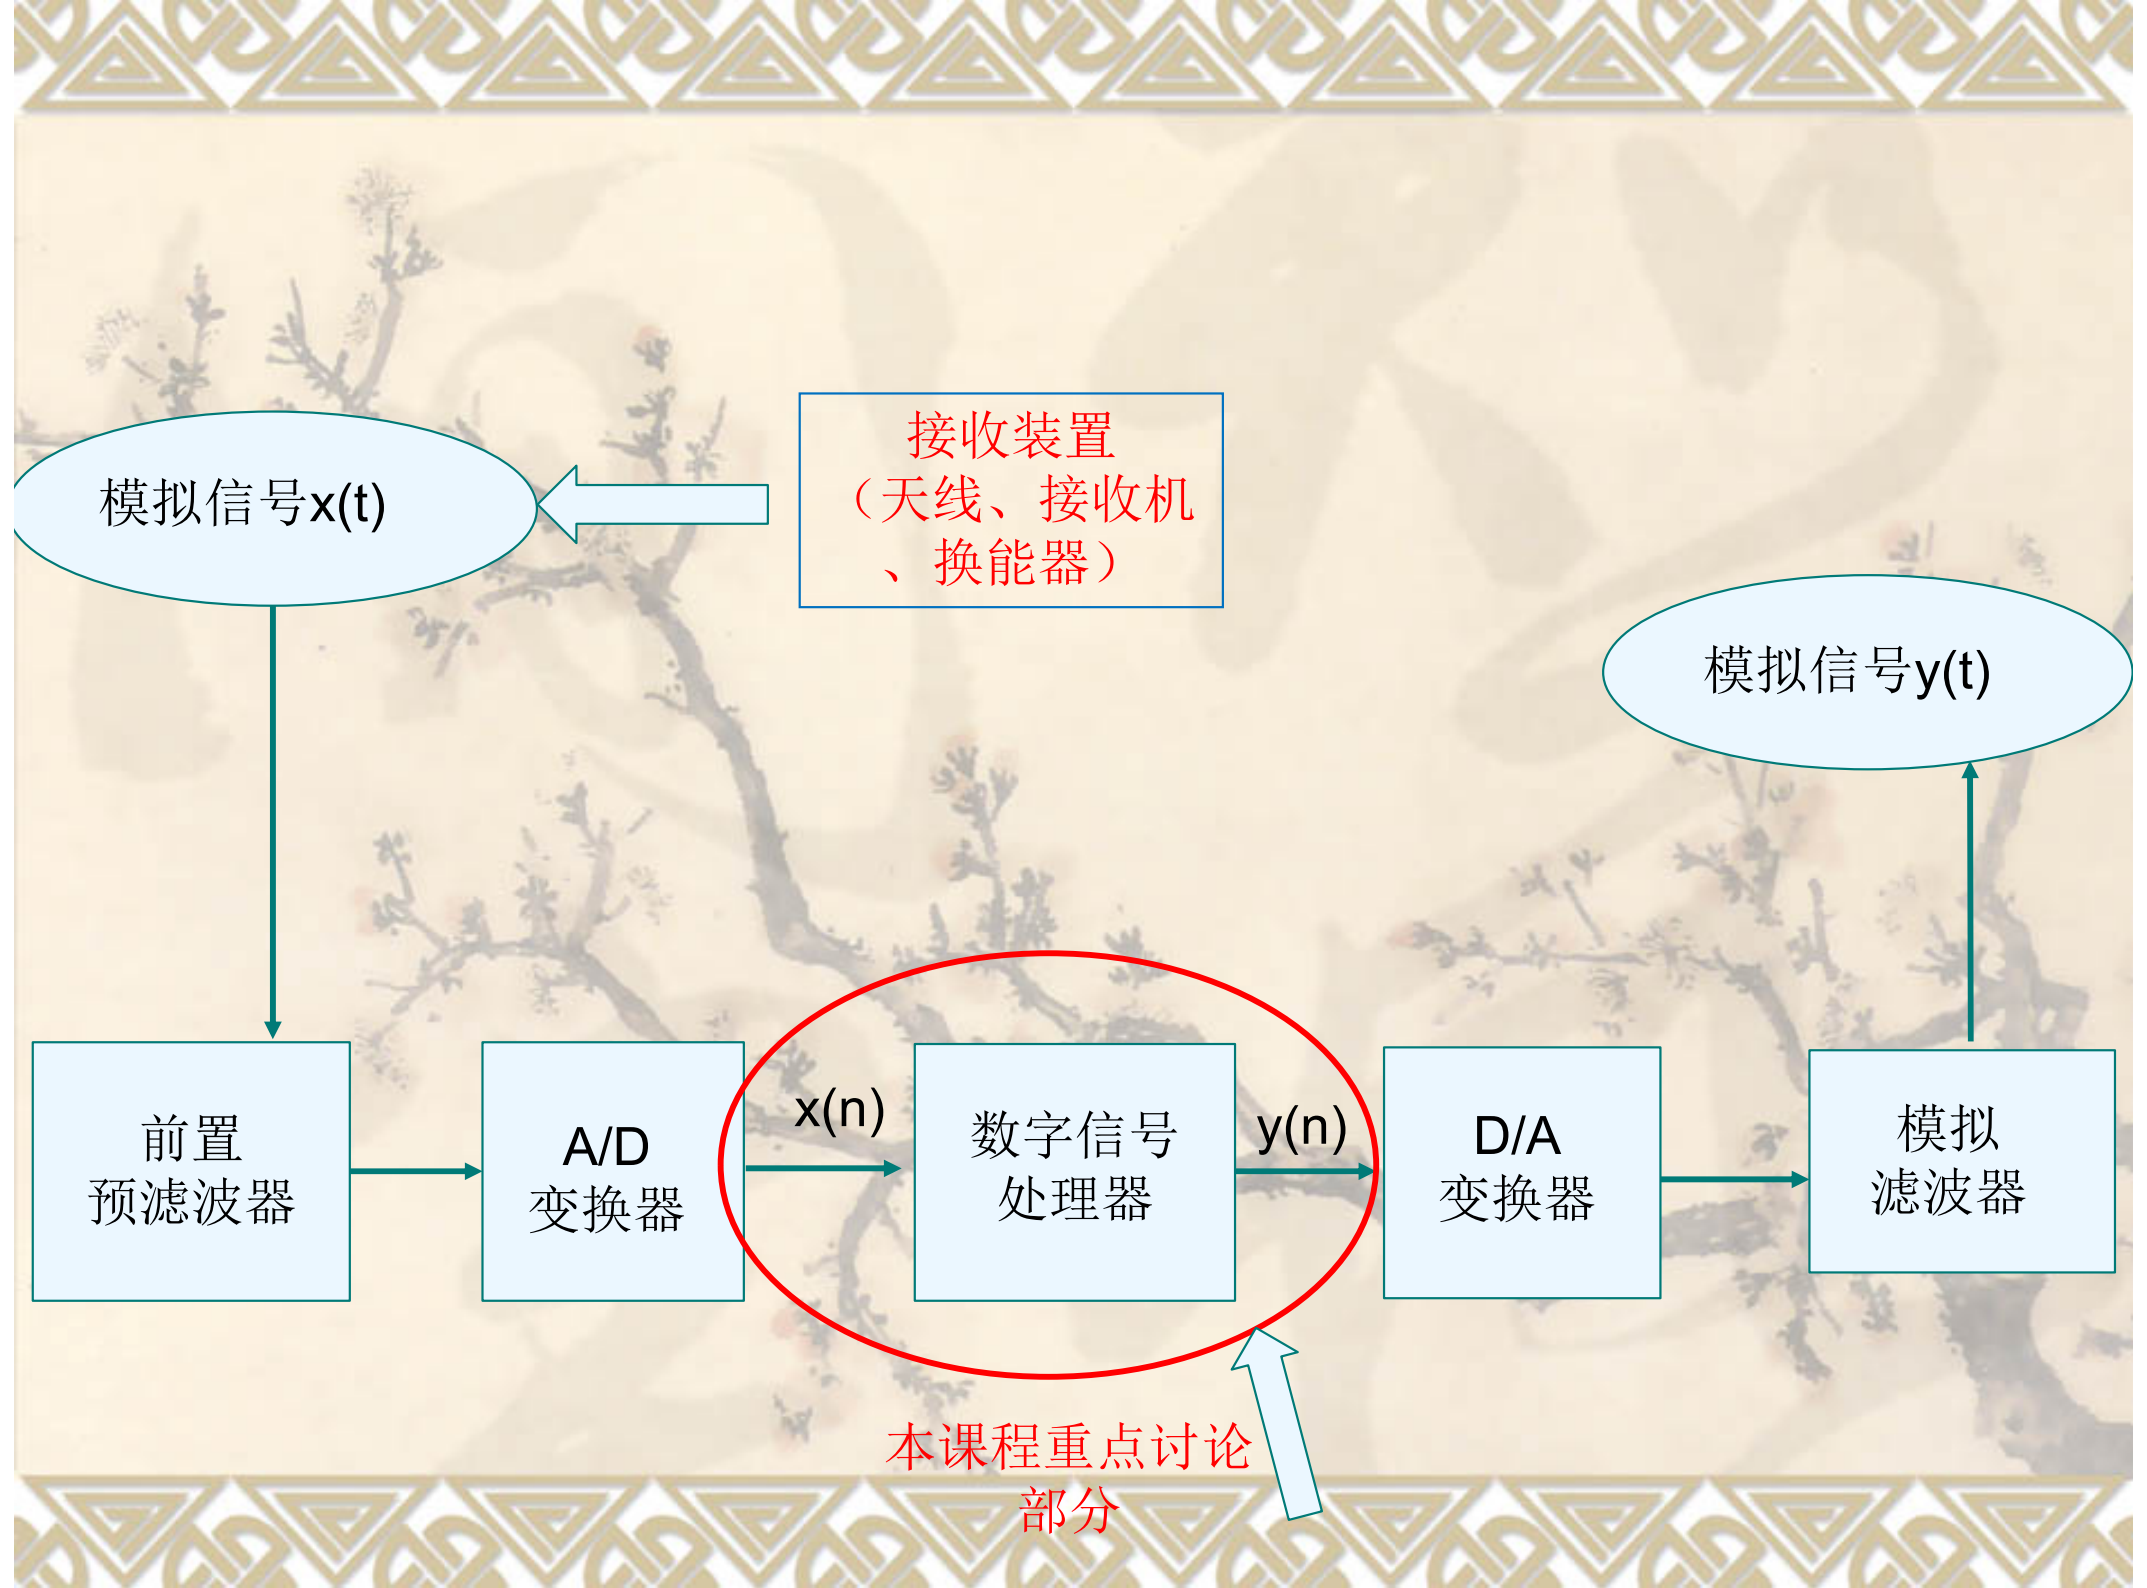 接收装置
（天线、接收机
、换能器）
模拟信号x(t)
模拟信号y(t)
前置
预滤波器
A/D
变换器
x(n)
数字信号
处理器
y(n)
D/A
变换器
模拟
滤波器
本课程重点讨论
部分